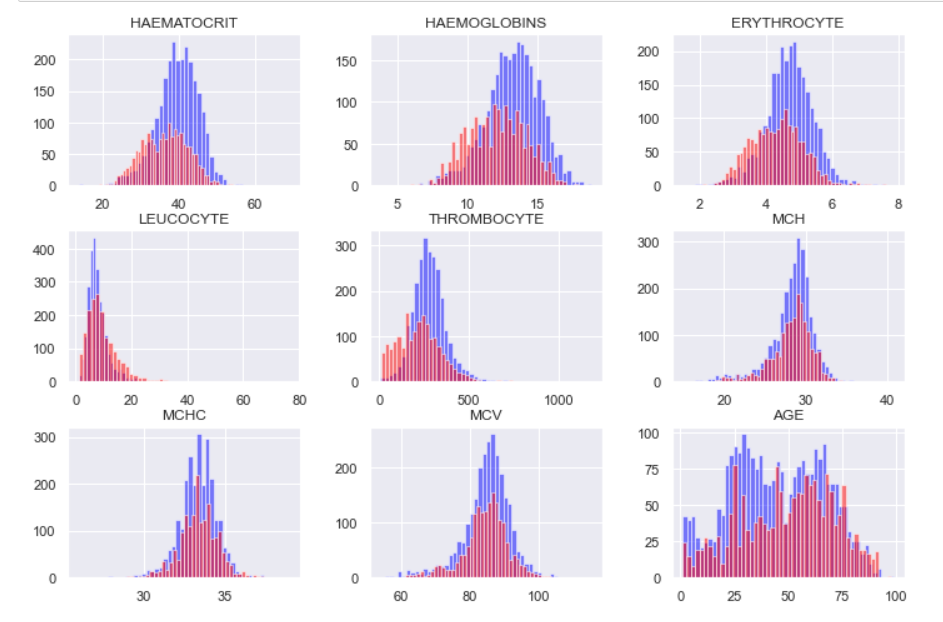 HAEMATOCRIT HAEMOGLOBINS ERYTHROCYTE
200 150 200
150 100 150
100 50 100
50 0 50
0 0
20 40 60 5 10 15 2 4 6 8
LEUCOCYTE THROMBOCYTE MCH
400 300 300
300 200 200
200 100 100
100 0 0
0
0 20 40 60 80 0 500 1000 20 30 40
MCHC MCV AGE
300 200 100
200 100 75
100 0 50
0 25
0
30 35 60 80 100 0 25 50 75 100